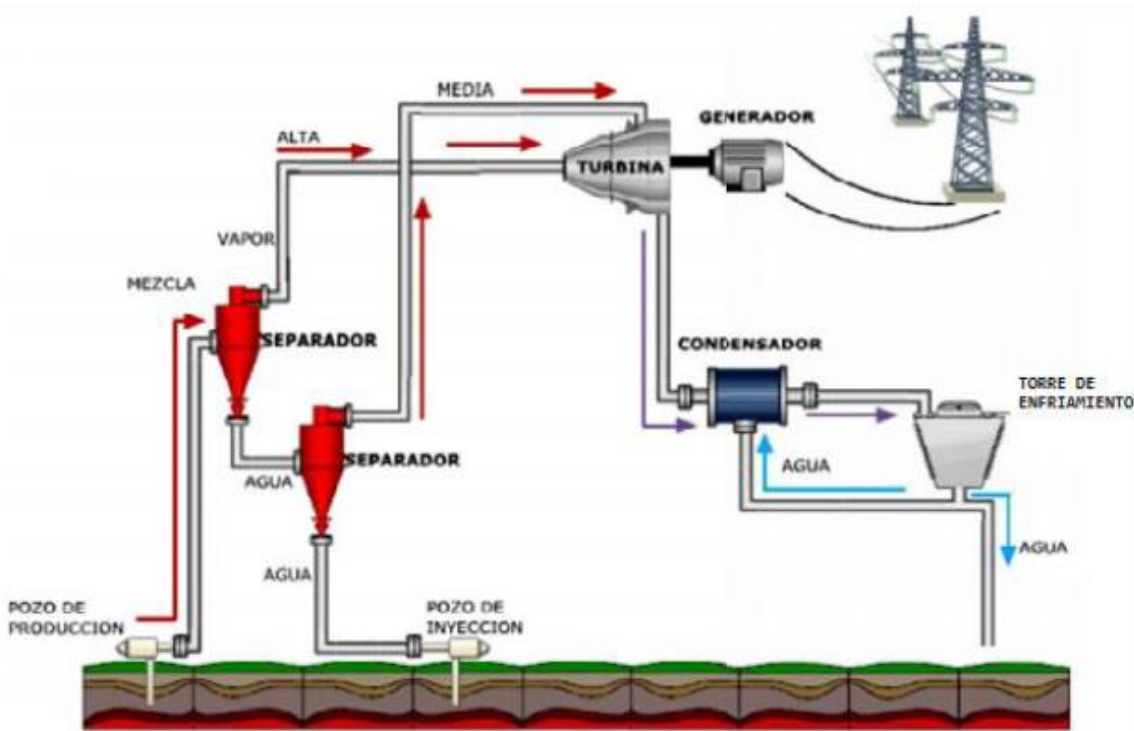 MEDIA
GENERADOR
ALTA
TURBINA
VAPOR
MEZCLA
SEPARADOR
CONDENSADOR
TORRE DE
ENFRIAMIENTO
SEPARADOR
AGUA
AGUA
AGUA
AGUA
POZO DE
PRODUCCION
POZO DE
INYECCION